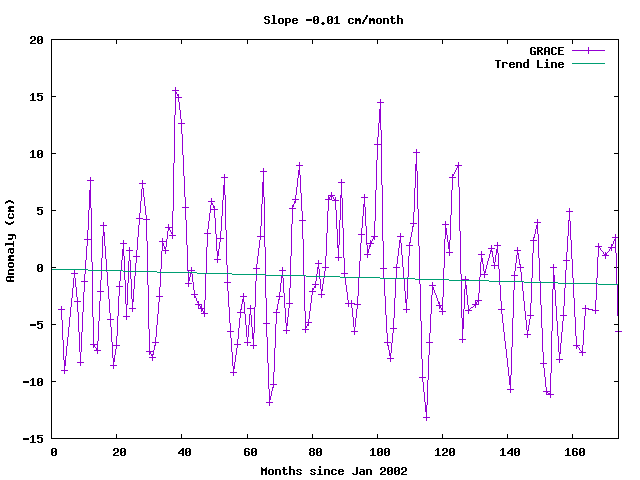 Slope -0.01 cm/month
GRACE
Trend Line
Anomaly (cm)
20
15
10
5
0
-5
-10
-15
0 20 40 60 80 100 120 140 160
Months since Jan 2002